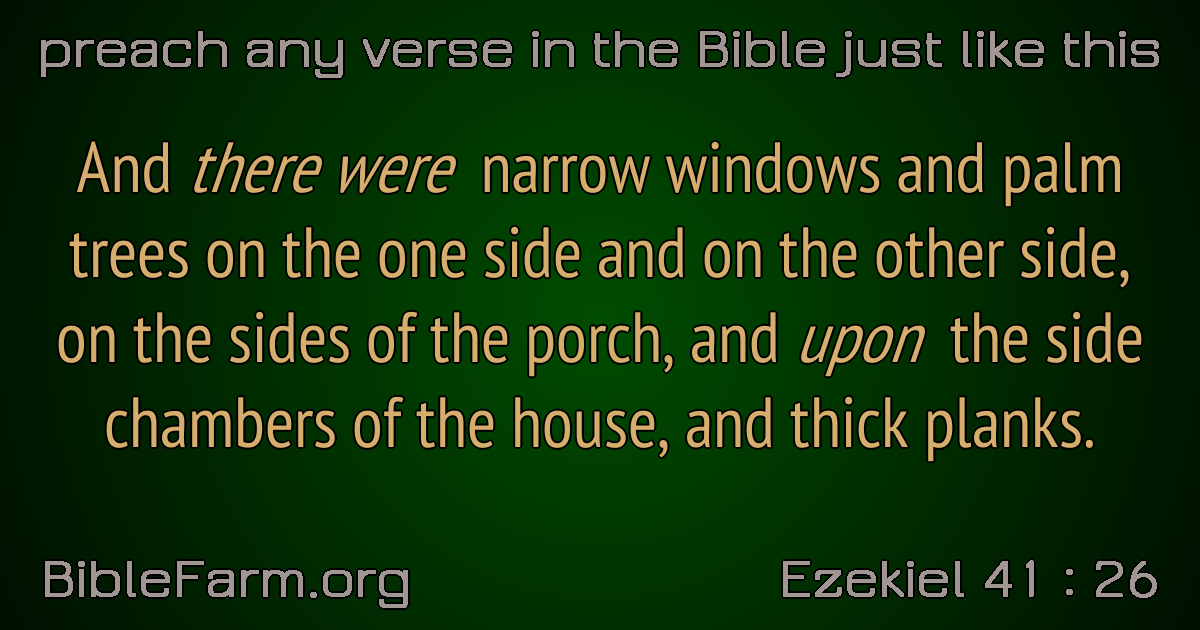 preach any verse in the Bible just like this
And there were narrow windows and palm
trees on the one side and on the other side,
on the sides of the porch, and upon the side
chambers of the house, and thick planks.
BibleFarm.org
Ezekiel 41 : 26